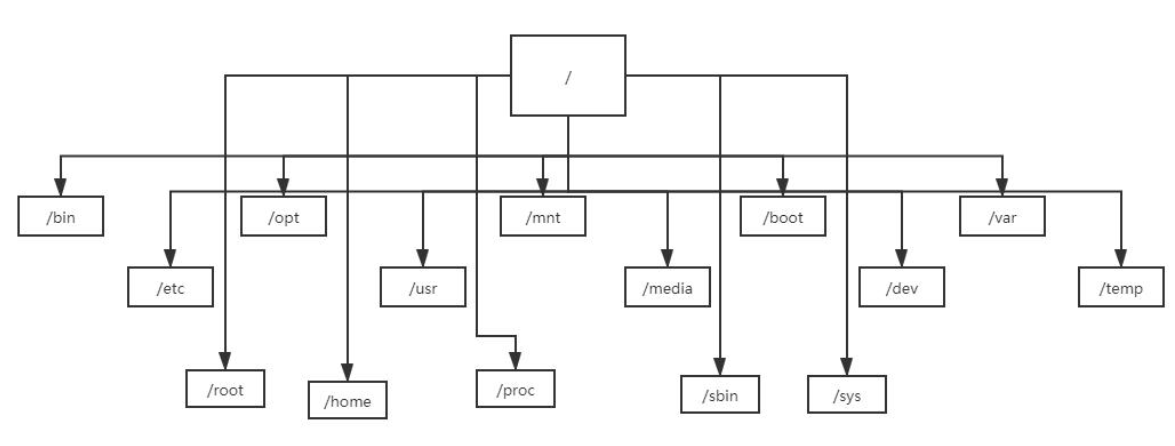 /
/bin
/opt
/mnt
/boot
/var
/etc
/usr
/media
/dev
/temp
/root
/home
/proc
/sbin
/sys